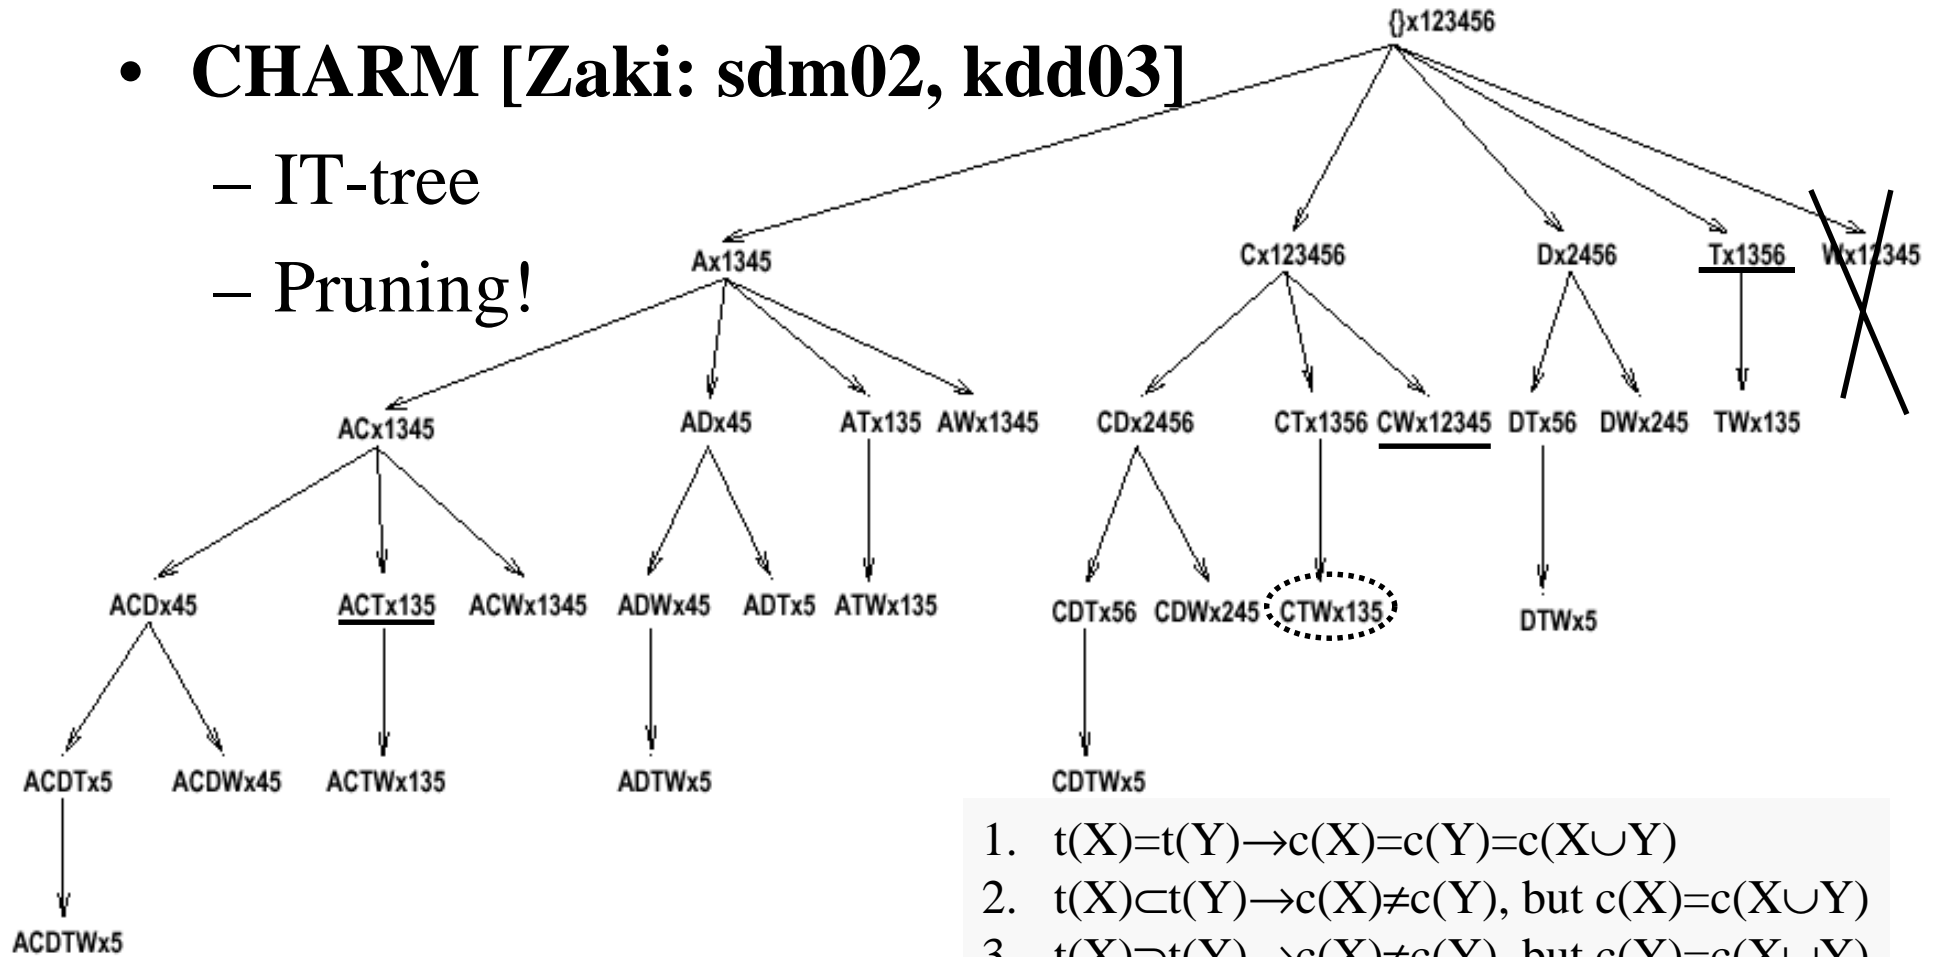 {}x123456
• CHARM [Zaki: sdm02, kdd03]
– IT-tree
– Pruning!
Ax1345 Cx123456 Dx2456 Tx1356 Wx12345
ACx1345 ADx45 ATx135 AWx1345 CDx2456 CTx1356 CWx12345 DTx56 DWx245 TWx135
ACDx45 ACTx135 ACWx1345 ADWx45 ADTx5 ATWx135 CDTx56 CDWx245 CTWx135 DTWx5
ACDTx5 ACDWx45 ACTWx135 ADTWx5 CDTWx5
ACDTWx5
1. t(X)=t(Y)→c(X)=c(Y)=c(X∪Y)
2. t(X)⊂t(Y)→c(X)≠c(Y), but c(X)=c(X∪Y)
3. t(X)⊃t(Y)→c(X)≠c(Y), but c(Y)=c(X∪Y)